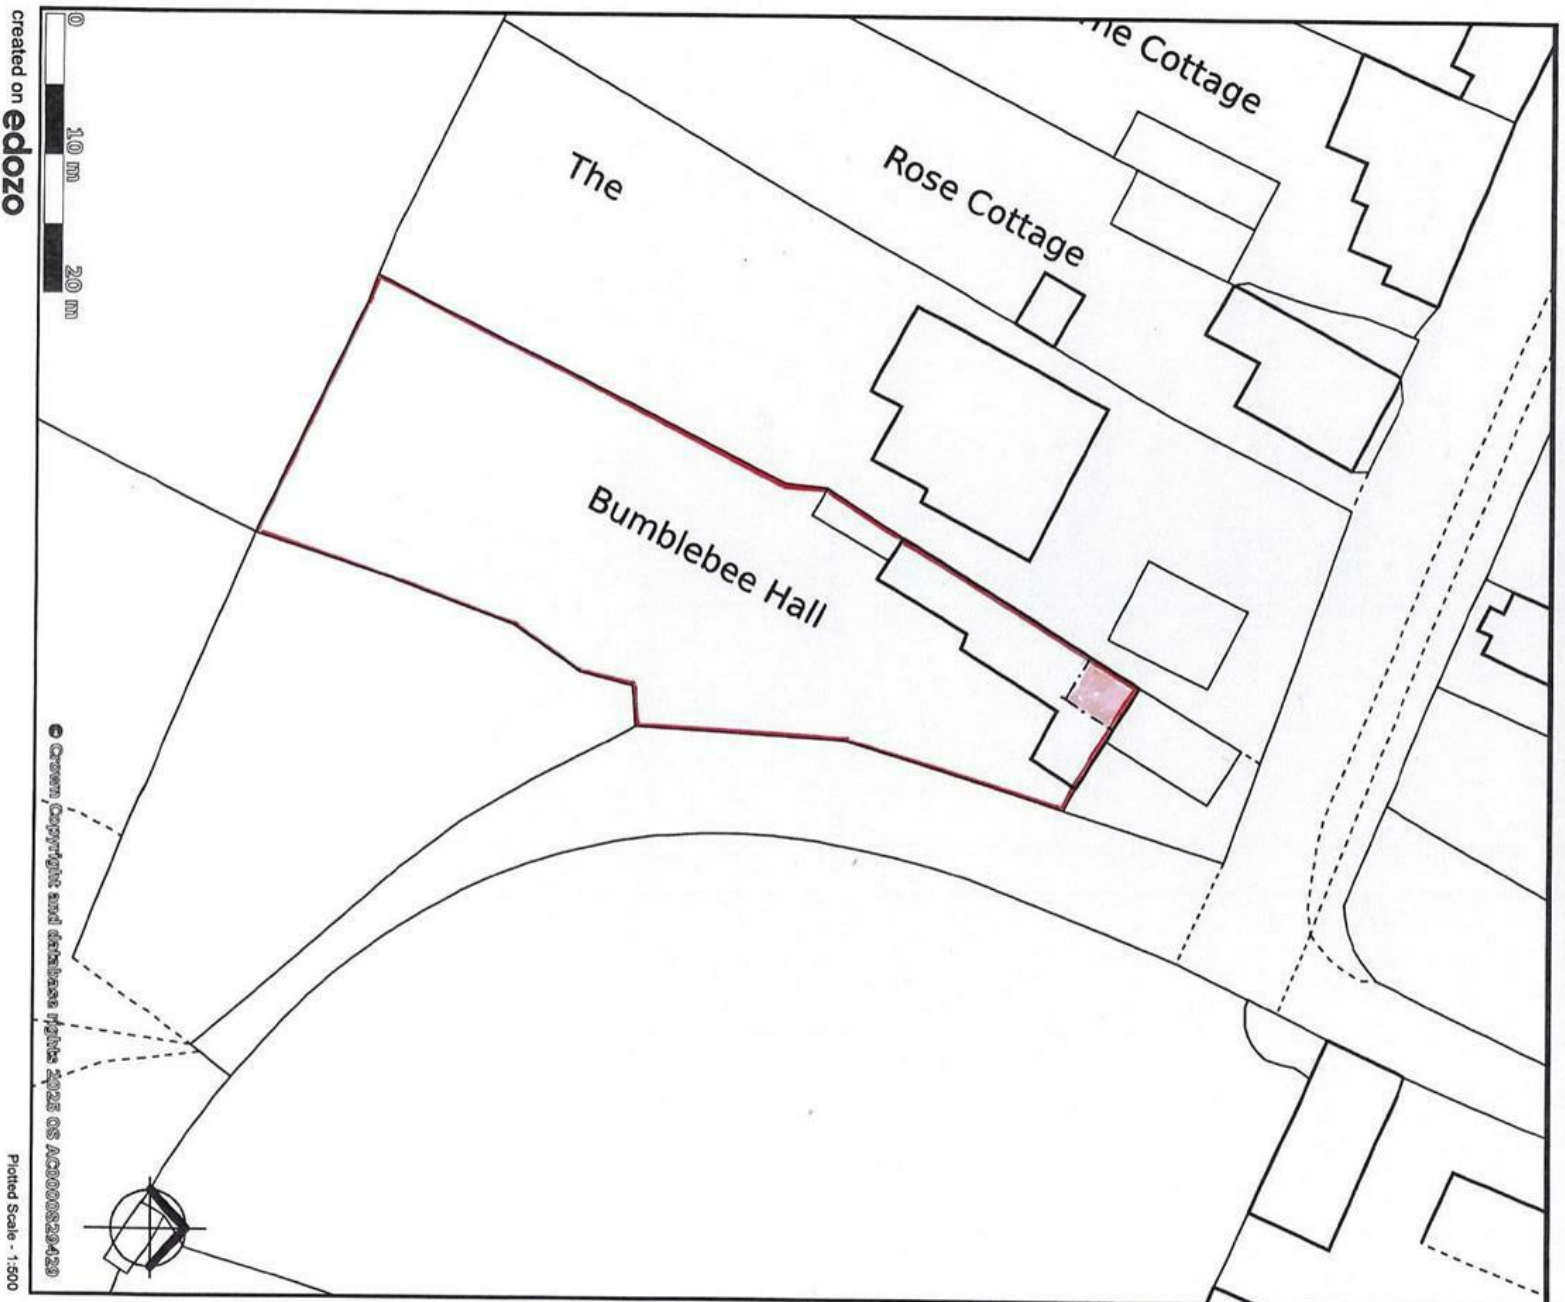 he Cottage
Rose Cottage
The
Bumblebee Hall
0
10 m
20 m
created on edozo
© Crown Copyright and database rights 2025 OS AC0000829429
Plotted Scale - 1:500